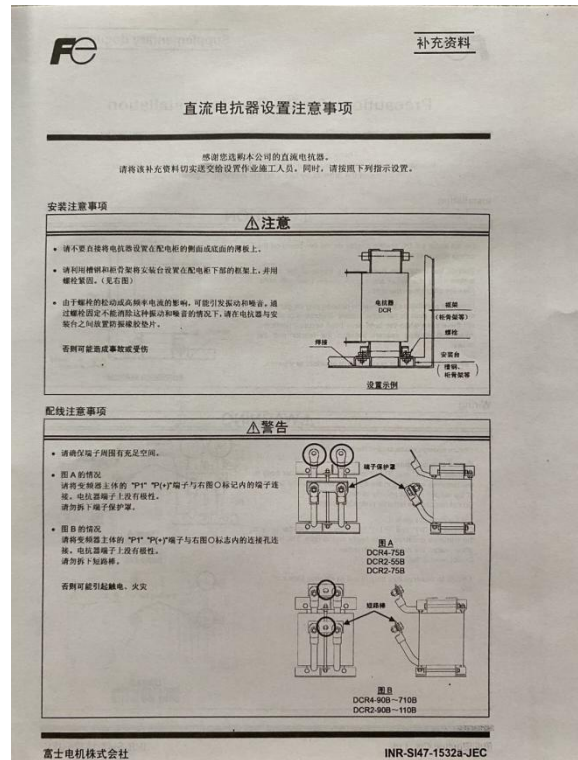 Fe
补充资料
直流电抗器设置注意事项
感谢您选购本公司的直流电抗器。
请将该补充资料切实送交给设置作业施工人员。同时，请按照下列指示设置。
安装注意事项
⚠注意
• 请不要直接将电抗器设置在配电柜的侧面或底面的薄板上。
• 请利用槽钢和柜骨架将安装台设置在配电柜下部的框架上，并用
螺栓紧固。（见右图）
• 由于螺栓的松动或高频率电流的影响，可能引发振动和噪音。通
过螺栓固定不能消除这种振动和噪音的情况下，请在电抗器与安
装台之间放置防振橡胶垫片。
否则可能造成事故或受伤
电抗器
DCR
框架
（柜骨架等）
螺栓
焊接
安装台
（槽钢、
柜骨架等）
设置示例
配线注意事项
⚠警告
• 请确保端子周围有充足空间。
• 图 A 的情况
请将变频器主体的 "P1" "P(+)"端子与右图〇标记内的端子连
接。电抗器端子上没有极性。
请勿拆下端子保护罩。
• 图 B 的情况
请将变频器主体的 "P1" "P(+)"端子与右图〇标志内的连接孔连
接。电抗器端子上没有极性。
请勿拆下短路棒。
否则可能引起触电、火灾
端子保护罩
图 A
DCR4-75B
DCR2-55B
DCR2-75B
短路棒
图 B
DCR4-90B～710B
DCR2-90B～110B
富士电机株式会社
INR-SI47-1532a-JEC